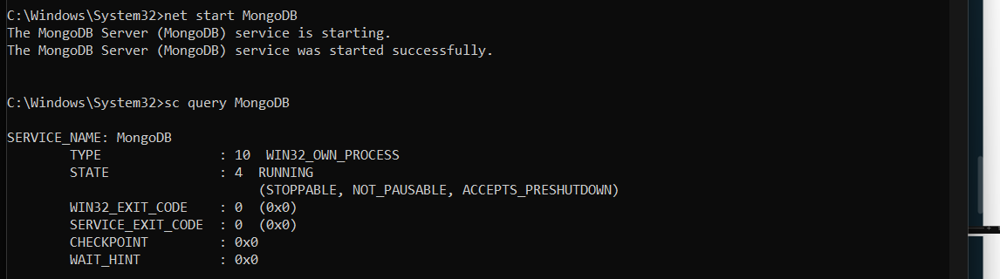 C:\Windows\System32>net start MongoDB
The MongoDB Server (MongoDB) service is starting.
The MongoDB Server (MongoDB) service was started successfully.
C:\Windows\System32>sc query MongoDB
SERVICE_NAME: MongoDB
        TYPE               : 10  WIN32_OWN_PROCESS
        STATE              : 4  RUNNING
                                (STOPPABLE, NOT_PAUSABLE, ACCEPTS_PRESHUTDOWN)
        WIN32_EXIT_CODE    : 0  (0x0)
        SERVICE_EXIT_CODE  : 0  (0x0)
        CHECKPOINT         : 0x0
        WAIT_HINT          : 0x0